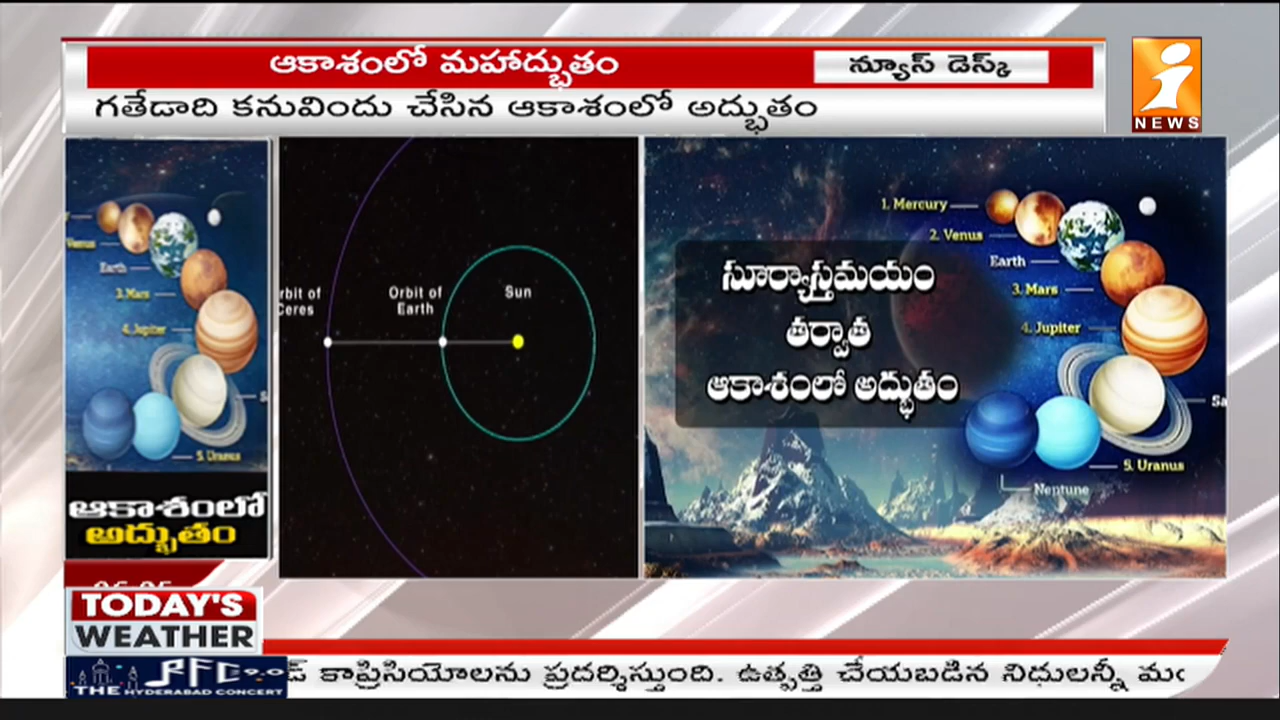 ఆకాశంలో మహాద్భుతం
న్యూస్ డెస్క్
గతేడాది కనువిందు చేసిన ఆకాశంలో అద్భుతం
i
NEWS
Venus
Earth
3. Mars
4. Jupiter
5. Uranus
ఆకాశంలో
అద్భుతం
rbit of
Ceres
Orbit of
Earth
Sun
1. Mercury
2. Venus
Earth
3. Mars
4. Jupiter
Sa
5. Uranus
Neptune
సూర్యాస్తమయం
తర్వాత
ఆకాశంలో అద్భుతం
TODAY'S
WEATHER
THE HYDERABAD CONCERT
కాప్రిసియోలను ప్రదర్శిస్తుంది. ఉత్పత్తి చేయబడిన నిధులన్నీ